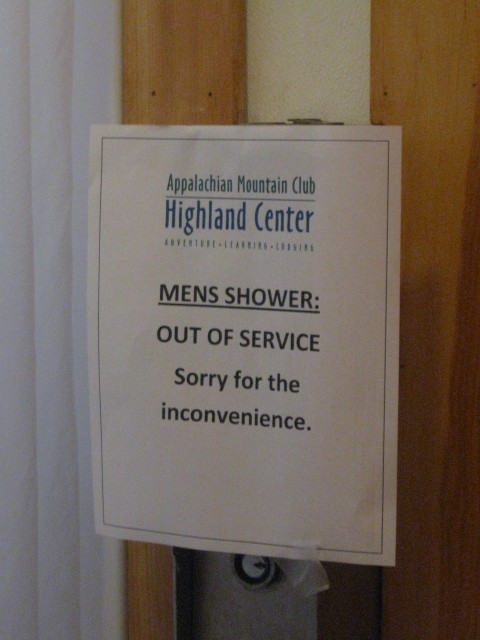 Appalachian Mountain Club
Highland Center
ADVENTURE • LEARNING • LODGING
MENS SHOWER:
OUT OF SERVICE
Sorry for the
inconvenience.